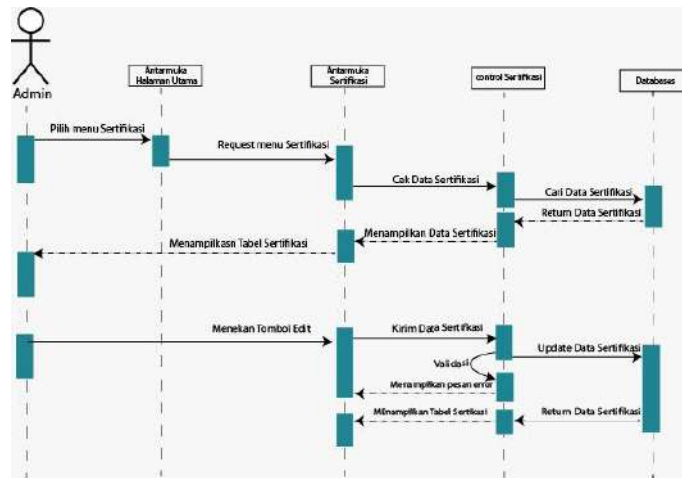 Admin
Antarmuka
Halaman Utama
Antarmuka
Sertifikasi
control Sertifikasi
Databases
Pilih menu Sertifikasi
Request menu Sertifikasi
Cek Data Sertifikasi
Cari Data Sertifikasi
Return Data Sertifikasi
Menampilkan Data Sertifikasi
Menampilkasn Tabel Sertifikasi
Menekan Tombol Edit
Kirim Data Sertifikasi
Validasi
Update Data Sertifikasi
Menampilkan pesan error
MEnampilkan Tabel Sertikasi
Return Data Sertifikasi